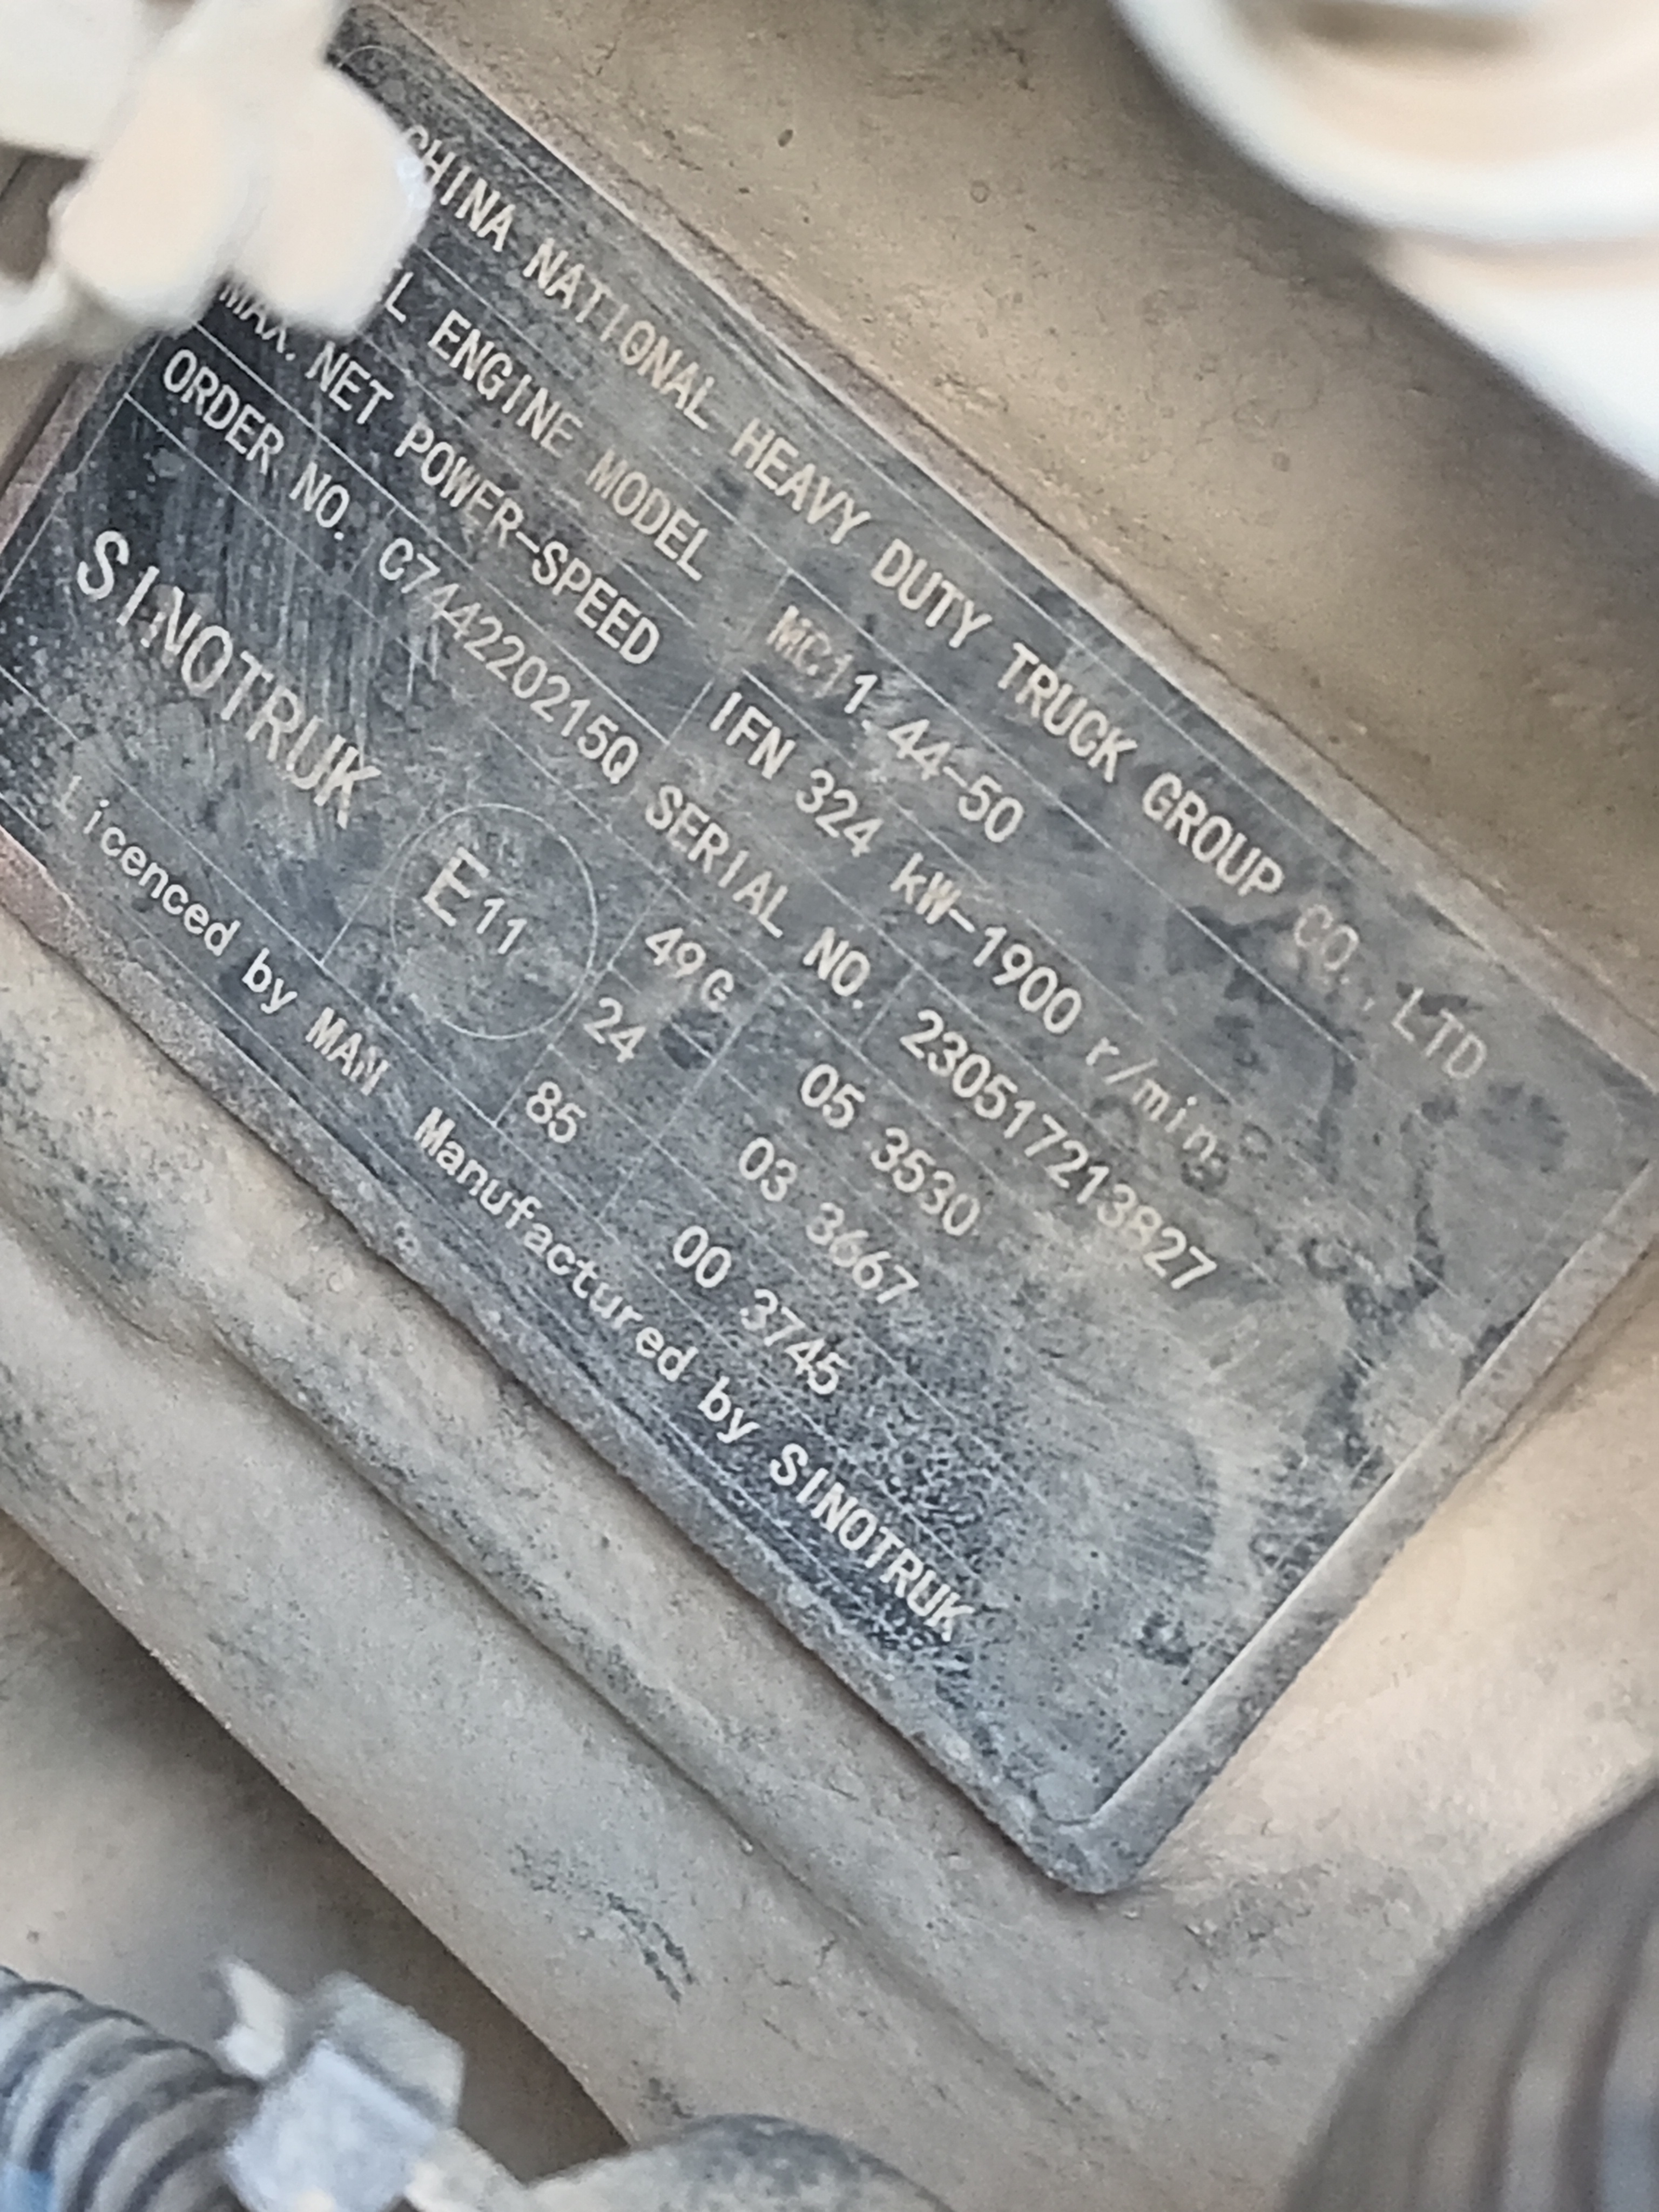 CHINA NATIONAL HEAVY DUTY TRUCK GROUP CO., LTD
L ENGINE MODEL MC11.44-50
MAX. NET POWER-SPEED IFN 324 kW-1900 r/min
ORDER NO. C744220215Q SERIAL NO. 230517213827
SINOTRUK E11 49G 05 3530
24 03 3667
85 00 3745
Licenced by MAN Manufactured by SINOTRUK